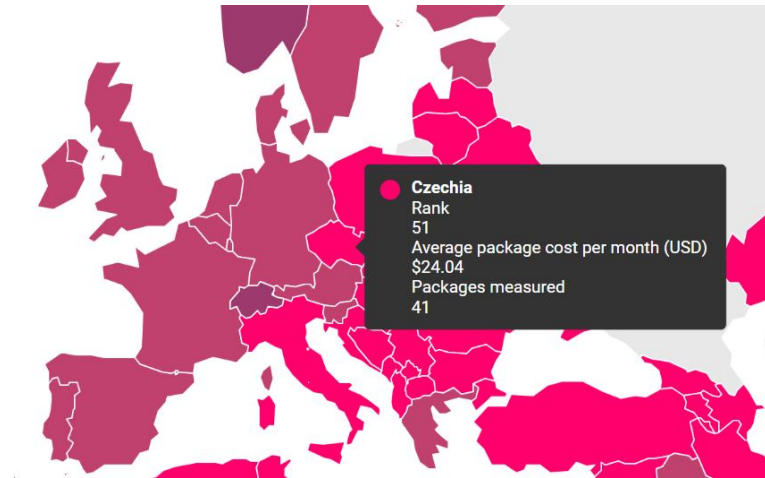 Czechia
Rank
51
Average package cost per month (USD)
$24.04
Packages measured
41